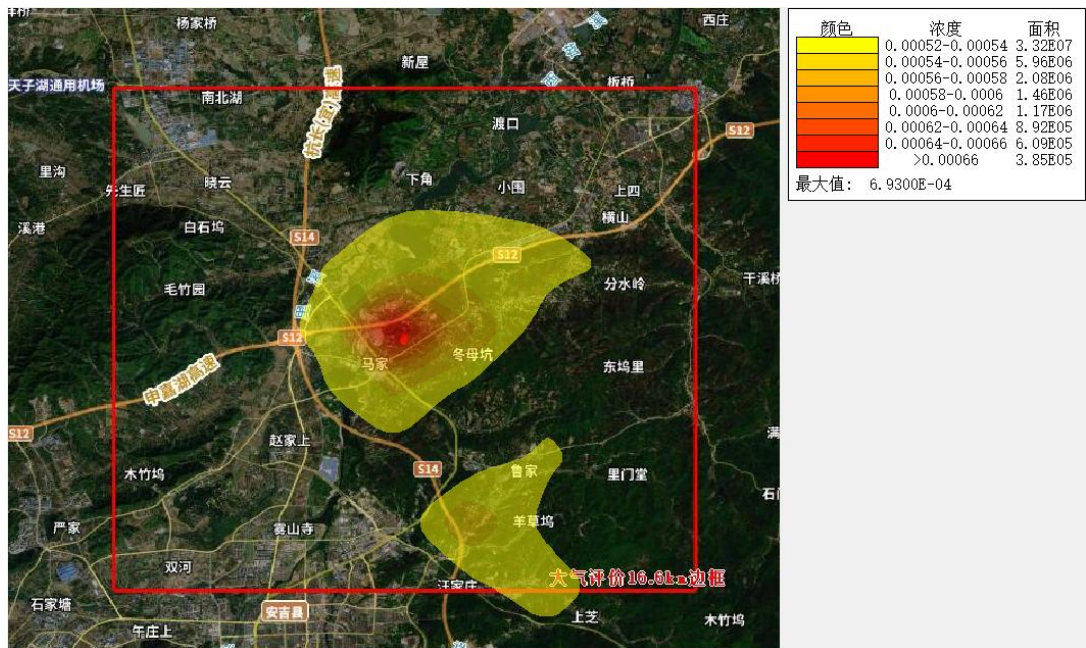 杨家桥
西庄
新屋
天子湖通用机场
南北湖
板桥
杭长(宜)高速
渡口
S12
里沟
先生匠
晓云
下角
小围
上四
溪港
白石坞
横山
S14
S12
毛竹园
分水岭
干溪桥
S12
马家
冬母坑
东坞里
申嘉湖高速
S12
赵家上
S14
木竹坞
鲁家
里门堂
羊草坞
严家
雾山寺
双河
汪家庄
大气评价16.6km边框
石家塘
安吉县
上芝
木竹坞
午庄上
颜色 浓度 面积
0.00052-0.00054 3.32E07
0.00054-0.00056 5.96E06
0.00056-0.00058 2.08E06
0.00058-0.0006 1.46E06
0.0006-0.00062 1.17E06
0.00062-0.00064 8.92E05
0.00064-0.00066 6.09E05
>0.00066 3.85E05
最大值: 6.9300E-04